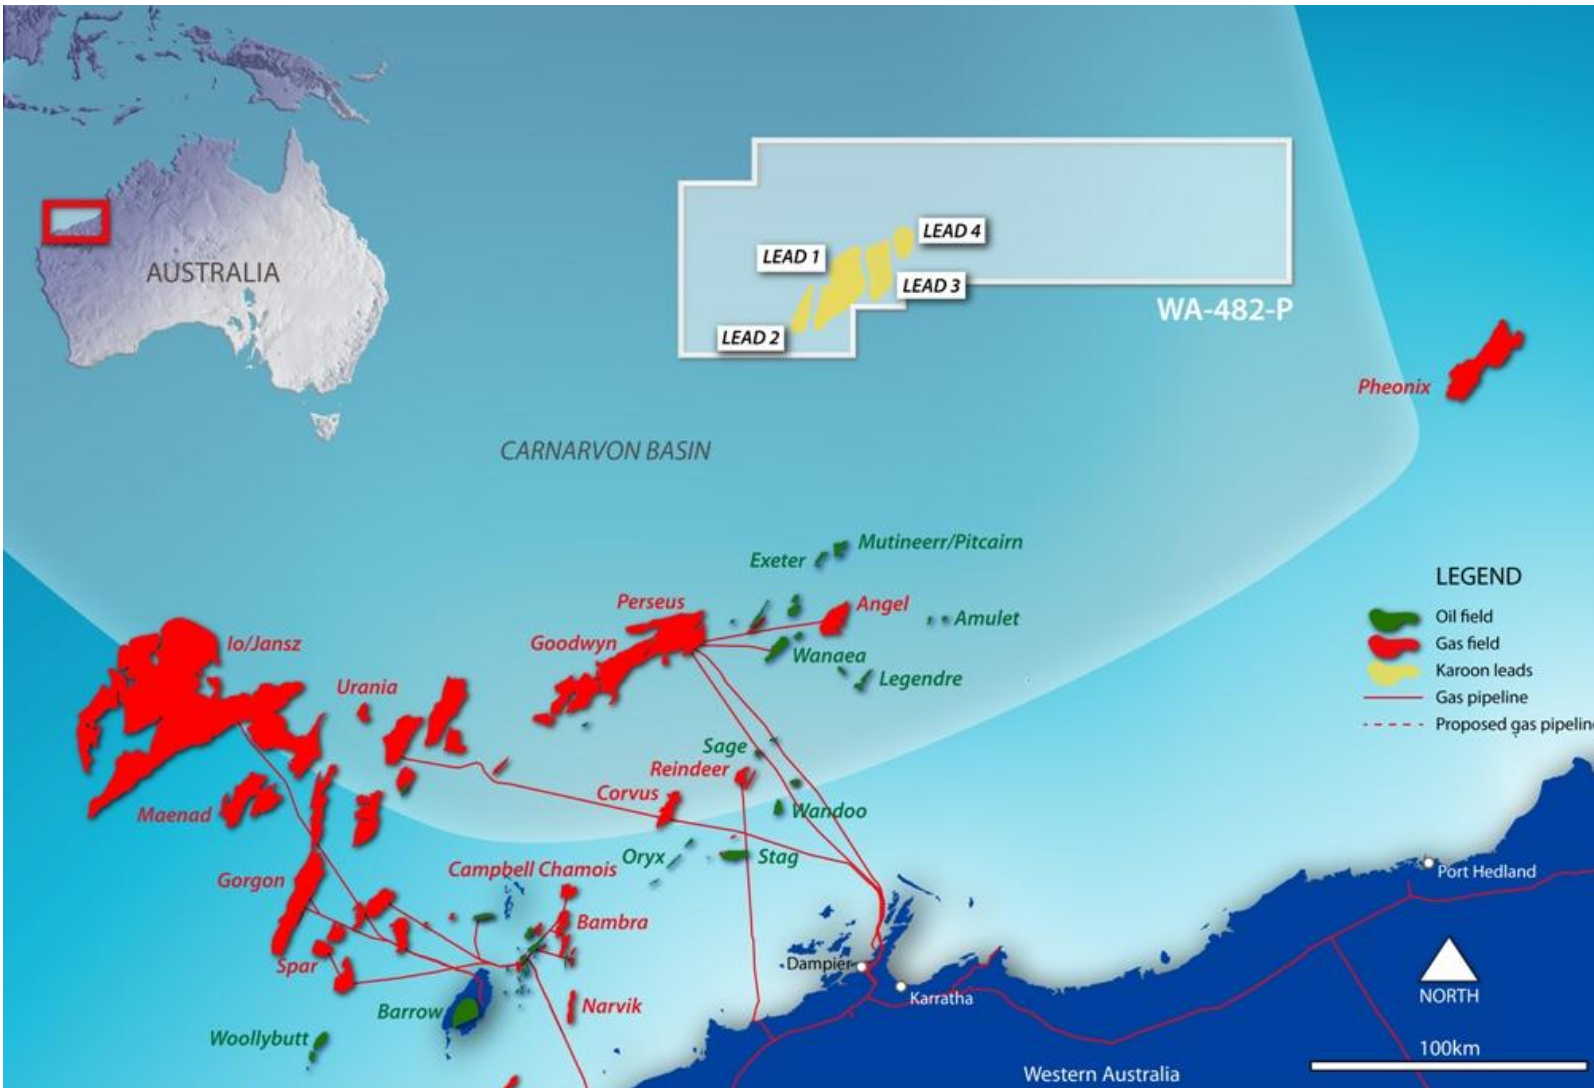 AUSTRALIA
LEAD 4
LEAD 1
LEAD 3
LEAD 2
WA-482-P
Pheonix
CARNARVON BASIN
Mutineerr/Pitcairn
Exeter
Perseus
Angel
Amulet
Goodwyn
Io/Jansz
Wanaea
Urania
Legendre
Sage
Reindeer
Corvus
Maenad
Wandoo
Oryx
Stag
Campbell Chamois
Gorgon
Bambra
Spar
Barrow
Narvik
Woollybutt
LEGEND
Oil field
Gas field
Karoon leads
Gas pipeline
Proposed gas pipeline
Port Hedland
Dampier
Karratha
NORTH
100km
Western Australia